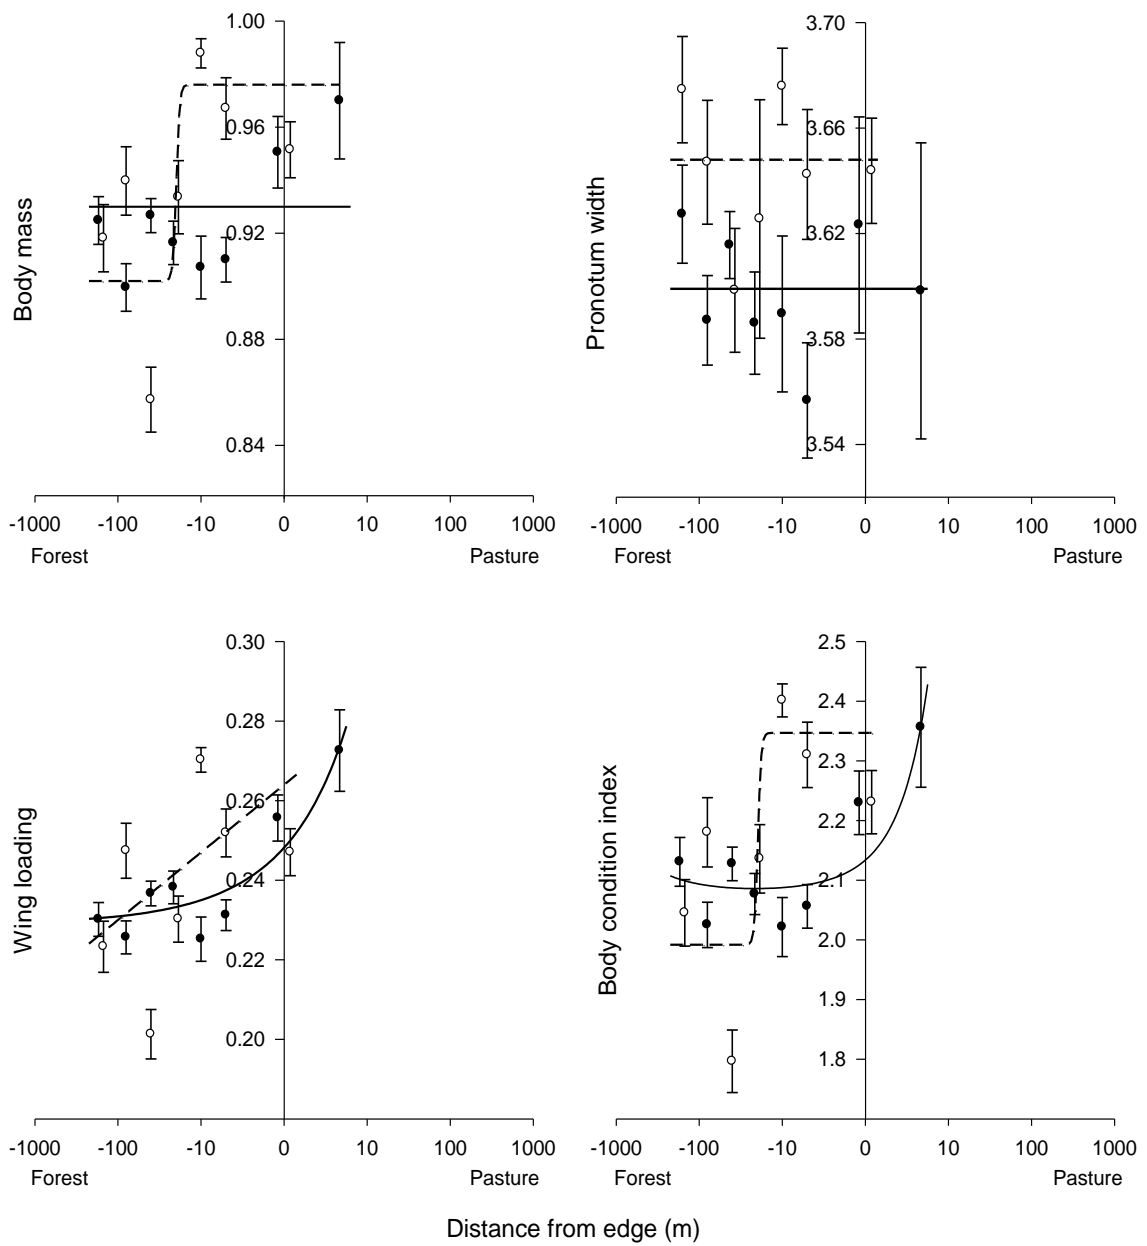 1.00
0.96
0.92
0.88
0.84
Body mass
-1000 -100 -10 0 10 100 1000
Forest Pasture
3.70
3.66
3.62
3.58
3.54
Pronotum width
-1000 -100 -10 0 10 100 1000
Forest Pasture
0.30
0.28
0.26
0.24
0.22
0.20
Wing loading
-1000 -100 -10 0 10 100 1000
Forest Pasture
2.5
2.4
2.3
2.2
2.1
2.0
1.9
1.8
Body condition index
-1000 -100 -10 0 10 100 1000
Forest Pasture
Distance from edge (m)